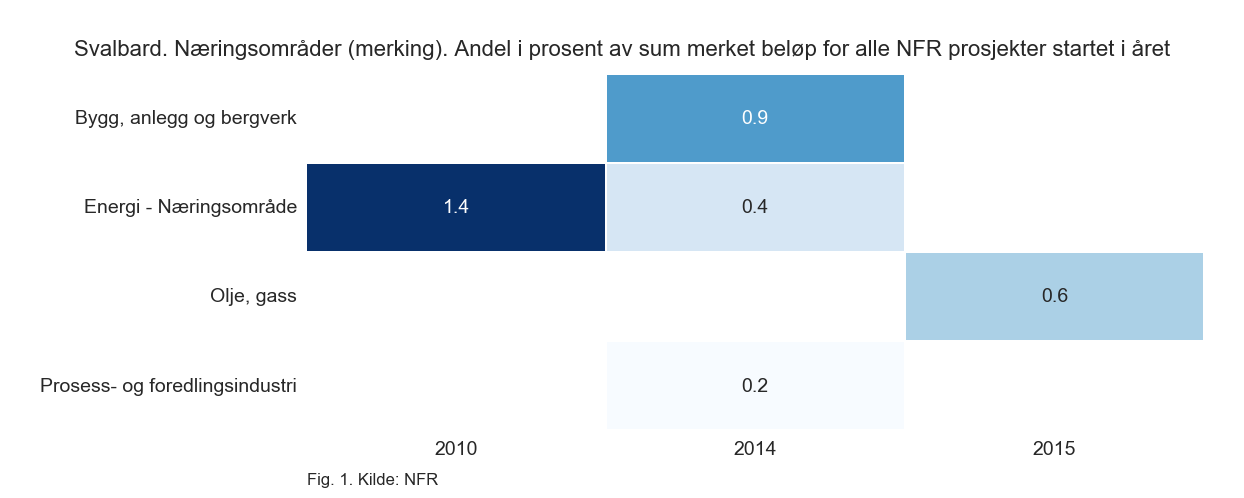 Svalbard. Næringsområder (merking). Andel i prosent av sum merket beløp for alle NFR prosjekter startet i året
Bygg, anlegg og bergverk
0.9
Energi - Næringsområde
1.4
0.4
Olje, gass
0.6
Prosess- og foredlingsindustri
0.2
2010
2014
2015
Fig. 1. Kilde: NFR